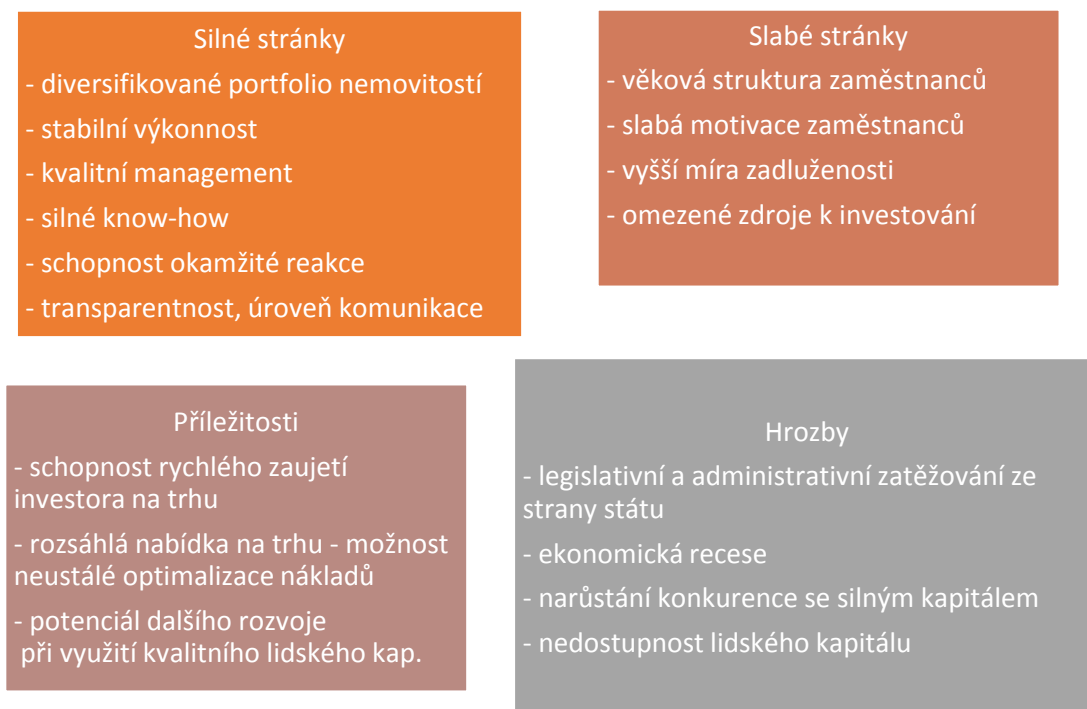 Silné stránky
- diversifikované portfolio nemovitostí
- stabilní výkonnost
- kvalitní management
- silné know-how
- schopnost okamžité reakce
- transparentnost, úroveň komunikace
Slabé stránky
- věková struktura zaměstnanců
- slabá motivace zaměstnanců
- vyšší míra zadluženosti
- omezené zdroje k investování
Příležitosti
- schopnost rychlého zaujetí
investora na trhu
- rozsáhlá nabídka na trhu - možnost
neustálé optimalizace nákladů
- potenciál dalšího rozvoje
při využití kvalitního lidského kap.
Hrozby
- legislativní a administrativní zatěžování ze
strany státu
- ekonomická recese
- narůstání konkurence se silným kapitálem
- nedostupnost lidského kapitálu